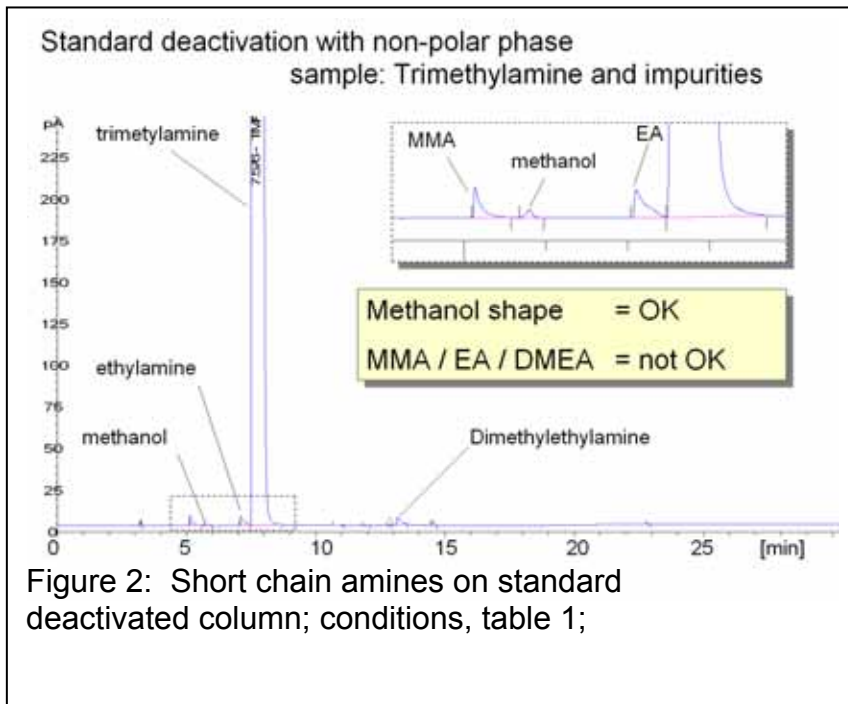 Standard deactivation with non-polar phase
sample: Trimethylamine and impurities
pA
trimetylamine
225
200
175
150
125
100
75
50
25
0
MMA
methanol
EA
Methanol shape = OK
MMA / EA / DMEA = not OK
ethylamine
methanol
Dimethylethylamine
0 5 10 15 20 25 [min]
Figure 2: Short chain amines on standard
deactivated column; conditions, table 1;